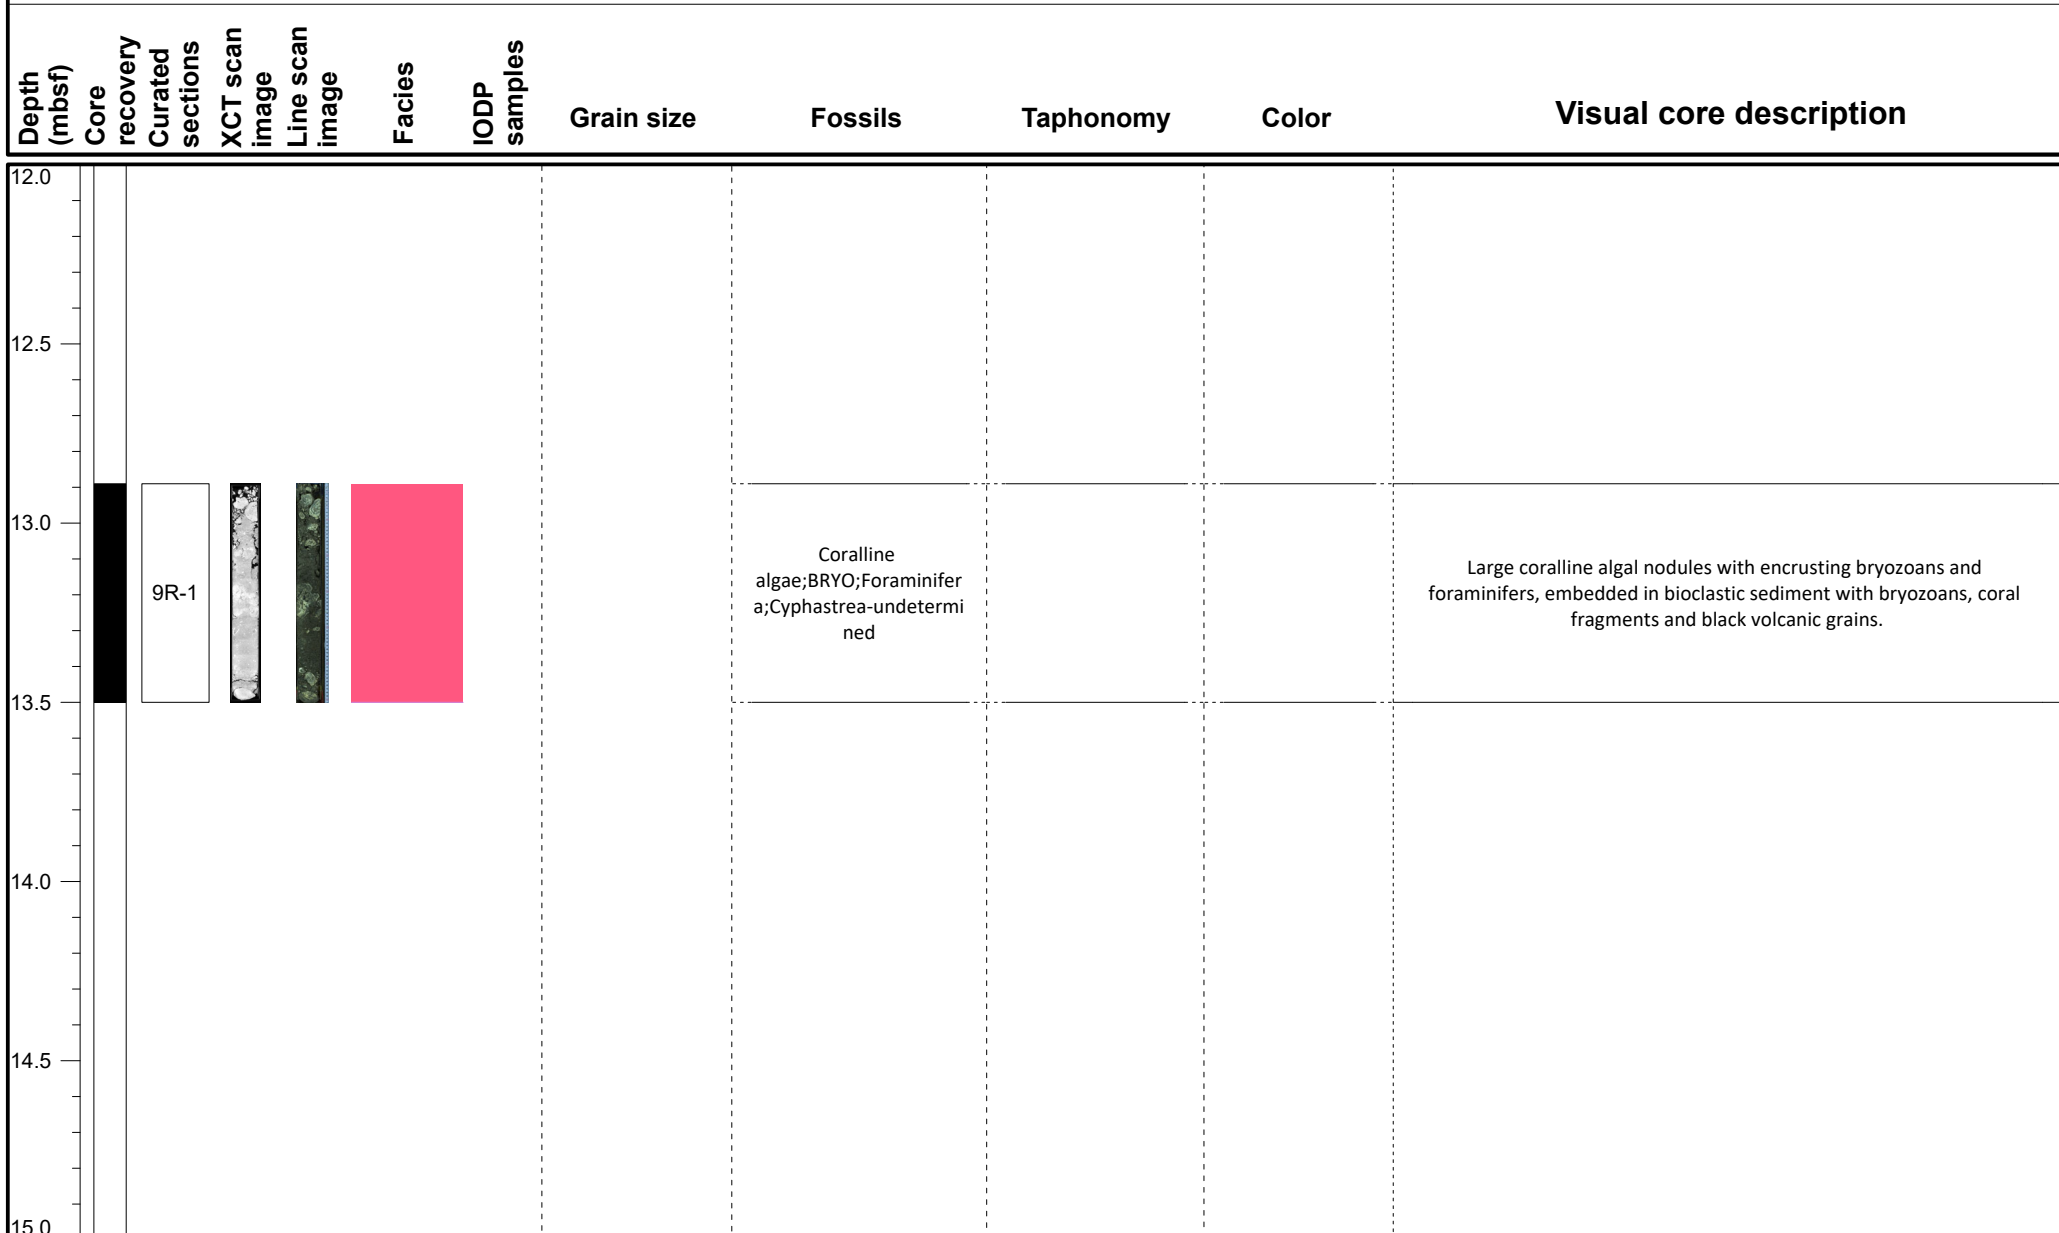 Depth
(mbsf)
Core
recovery
Curated
sections
XCT scan
image
Line scan
image
Facies
IODP
samples
Grain size
Fossils
Taphonomy
Color
Visual core description
12.0
12.5
13.0
13.5
14.0
14.5
15.0
9R-1
Coralline
algae;BRYO;Foraminifer
a;Cyphastrea-undetermi
ned
Large coralline algal nodules with encrusting bryozoans and
foraminifers, embedded in bioclastic sediment with bryozoans, coral
fragments and black volcanic grains.